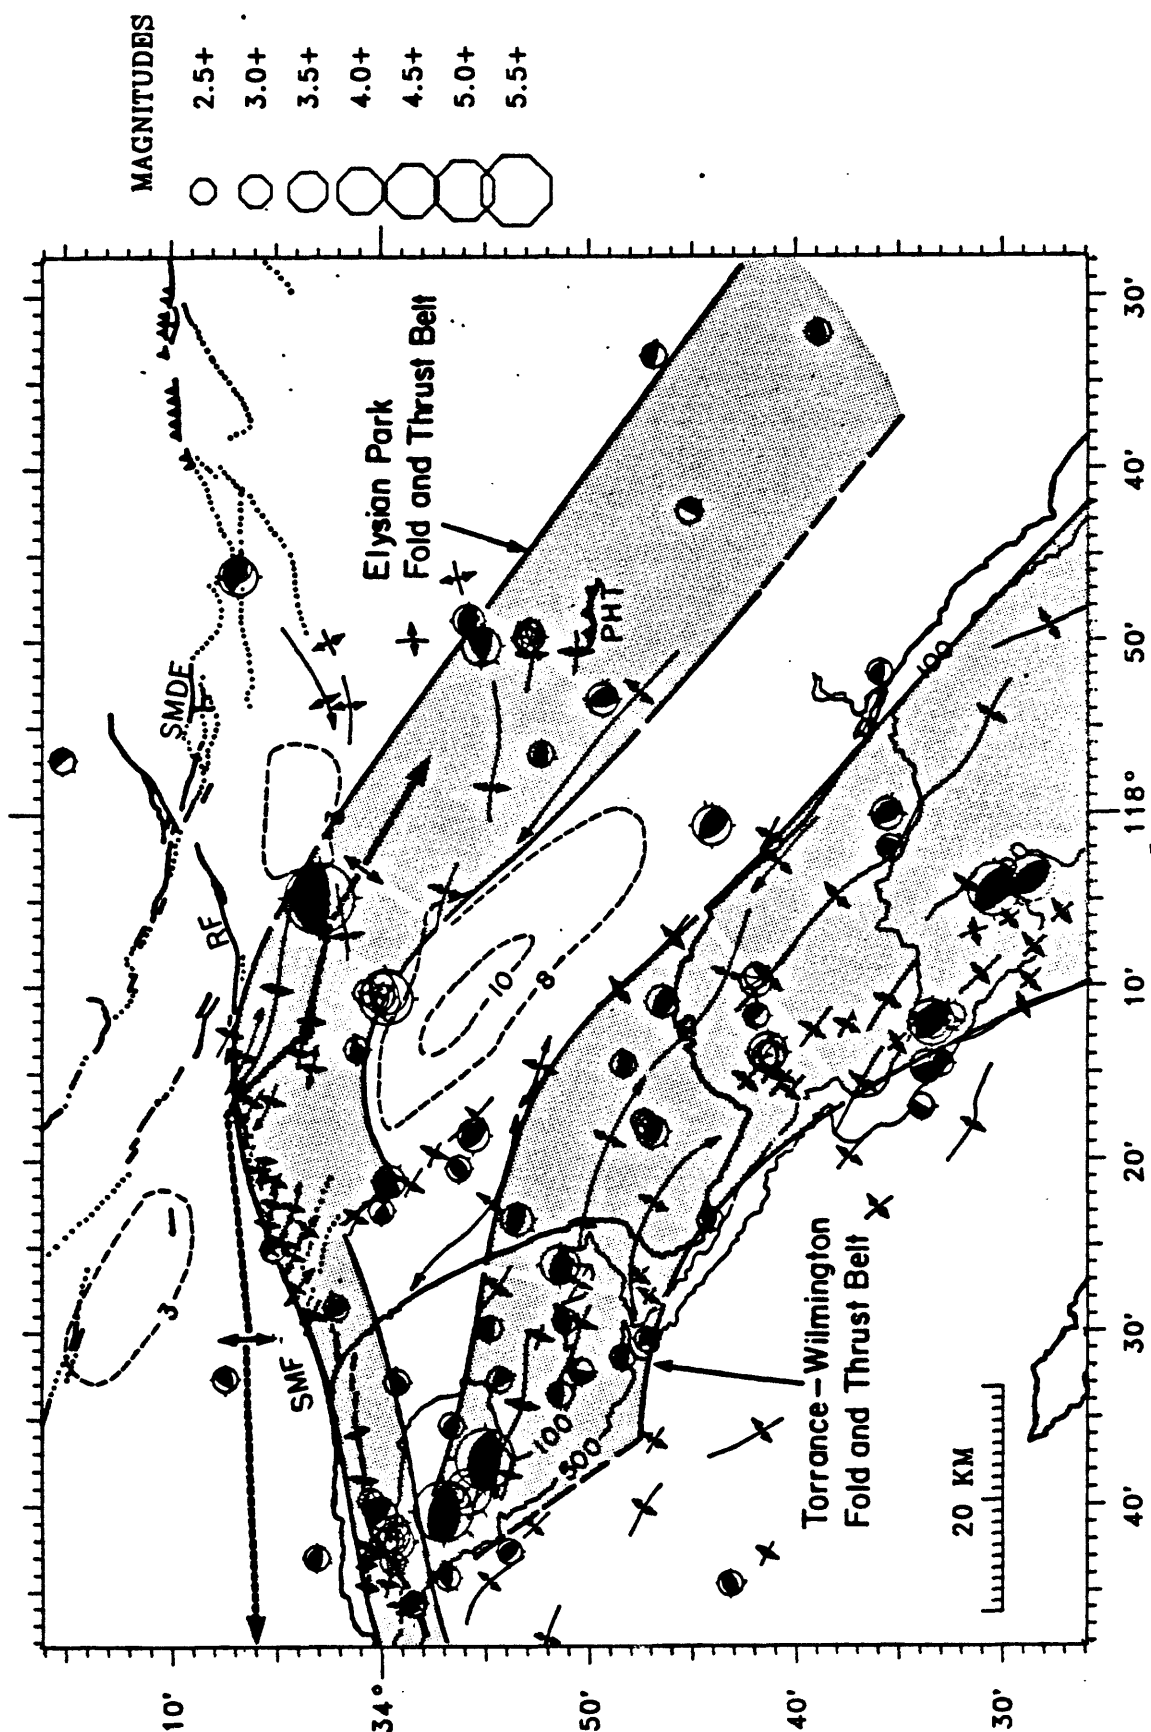 MAGNITUDES
2.5+
3.0+
3.5+
4.0+
4.5+
5.0+
5.5+
10'
34°
50'
40'
30'
40'
30'
20'
10'
118°
50'
40'
30'
SMDF
RF
SMF
PHT
Elysian Park
Fold and Thrust Belt
Torrance-Wilmington
Fold and Thrust Belt
3
10
8
100
500
100
20 KM